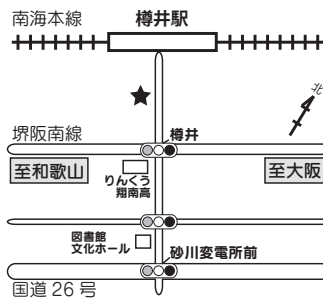 南海本線
樽井駅
北
堺阪南線
樽井
至和歌山
りんくう
翔南高
至大阪
図書館
文化ホール
砂川変電所前
国道26号